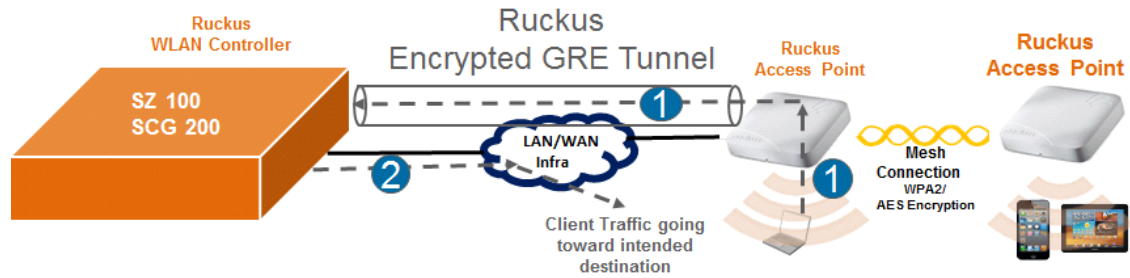 Ruckus
WLAN Controller
Ruckus
Encrypted GRE Tunnel
Ruckus
Access Point
Ruckus
Access Point
SZ 100
SCG 200
1
LAN/WAN
Infra
2
1
Mesh
Connection
WPA2/
AES Encryption
Client Traffic going
toward intended
destination